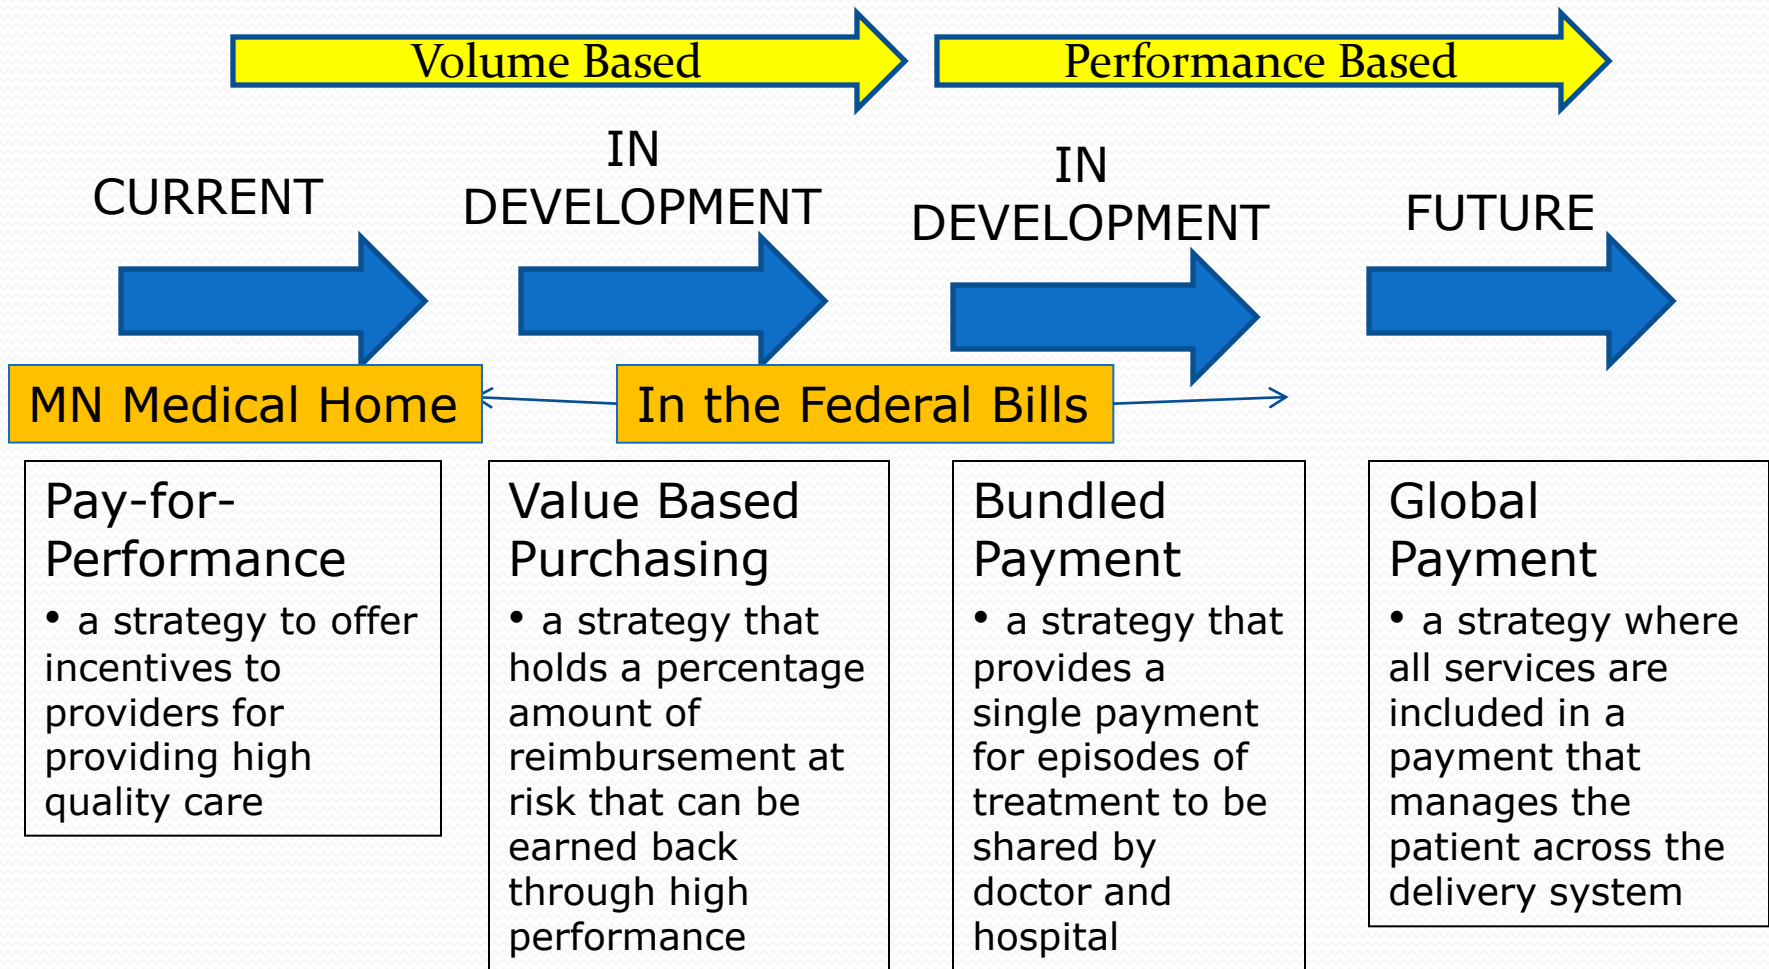 Volume Based
Performance Based
CURRENT
IN
DEVELOPMENT
IN
DEVELOPMENT
FUTURE
MN Medical Home
In the Federal Bills
Pay-for-
Performance
• a strategy to offer
incentives to
providers for
providing high
quality care
Value Based
Purchasing
• a strategy that
holds a percentage
amount of
reimbursement at
risk that can be
earned back
through high
performance
Bundled
Payment
• a strategy that
provides a
single payment
for episodes of
treatment to be
shared by
doctor and
hospital
Global
Payment
• a strategy where
all services are
included in a
payment that
manages the
patient across the
delivery system